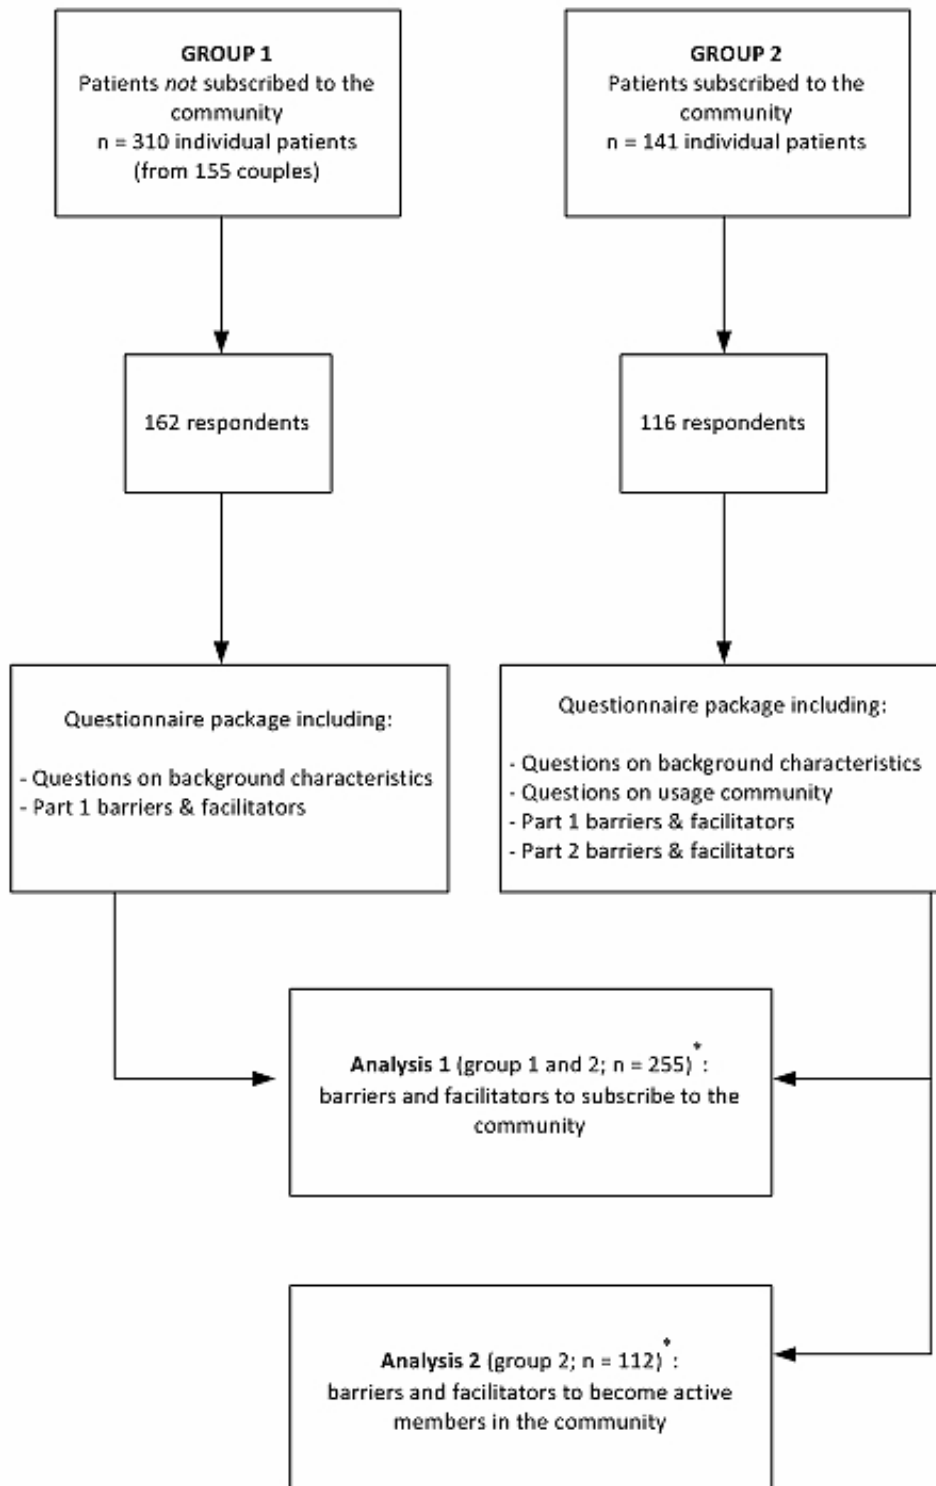 GROUP 1
Patients not subscribed to the
community
n = 310 individual patients
(from 155 couples)
GROUP 2
Patients subscribed to the
community
n = 141 individual patients
162 respondents
116 respondents
Questionnaire package including:
- Questions on background characteristics
- Part 1 barriers & facilitators
Questionnaire package including:
- Questions on background characteristics
- Questions on usage community
- Part 1 barriers & facilitators
- Part 2 barriers & facilitators
Analysis 1 (group 1 and 2; n = 255)*:
barriers and facilitators to subscribe to the
community
Analysis 2 (group 2; n = 112)*:
barriers and facilitators to become active
members in the community